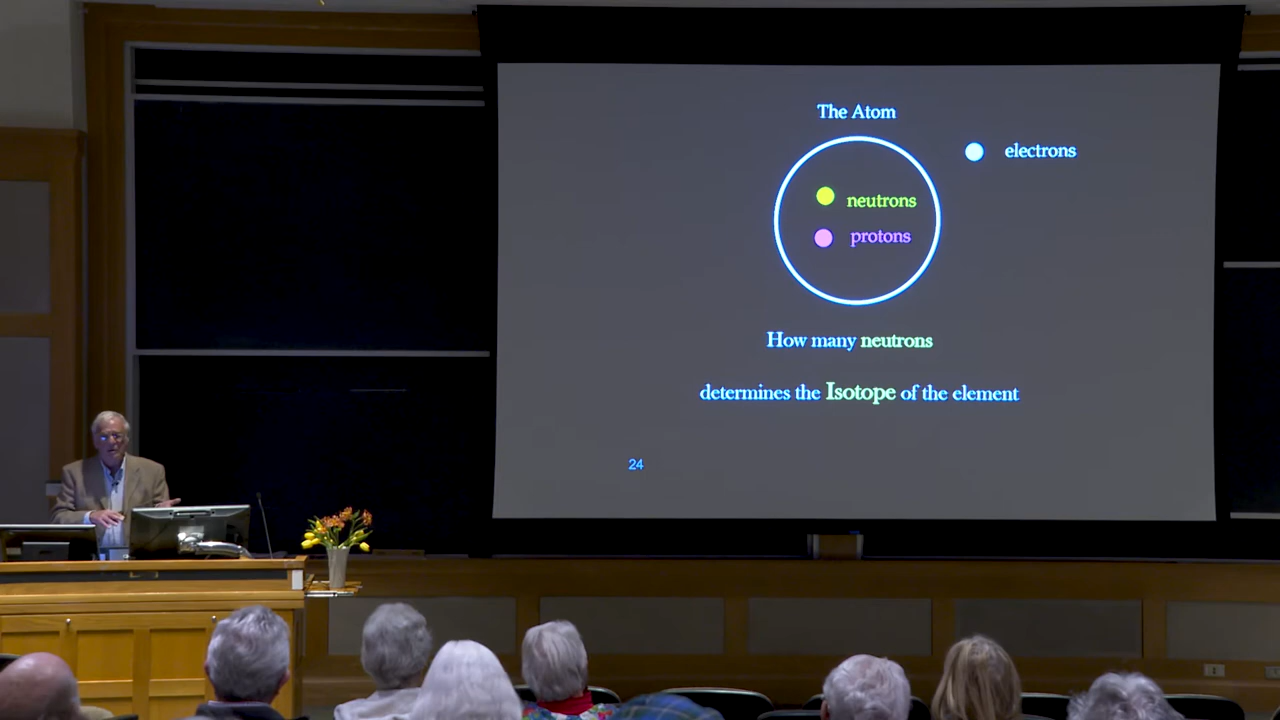 The Atom
electrons
neutrons
protons
How many neutrons
determines the Isotope of the element
24